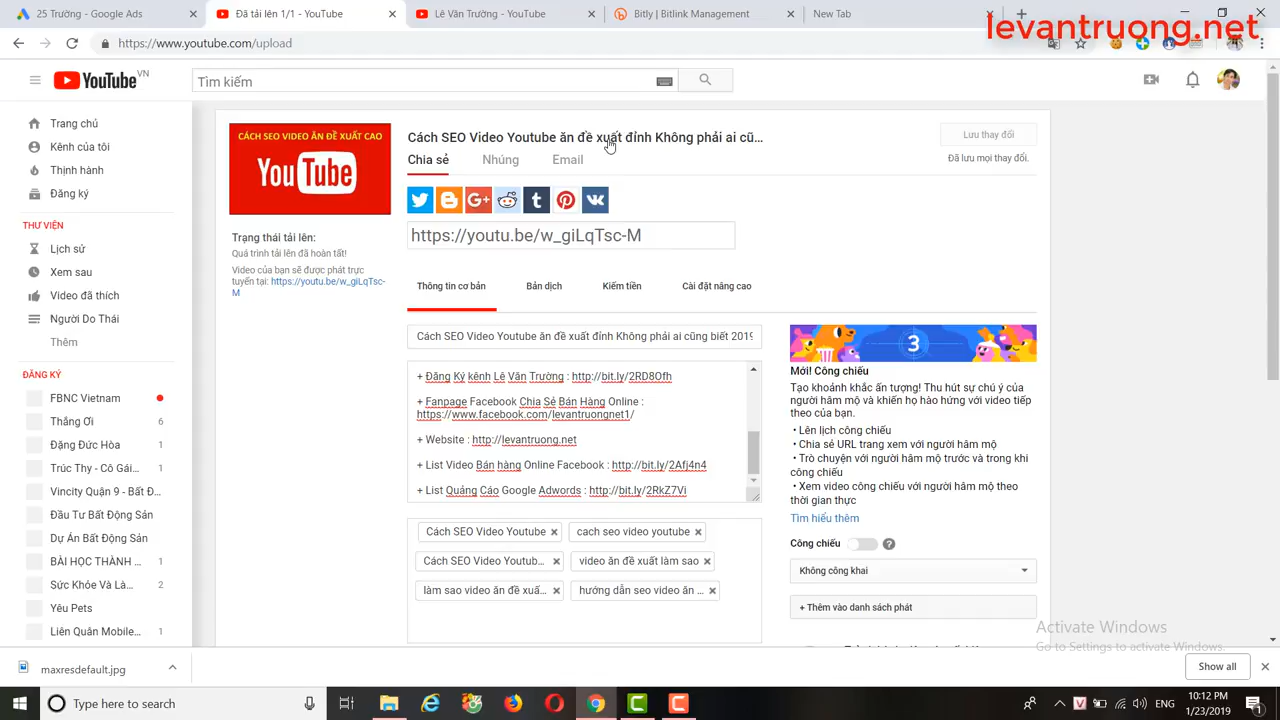 25 Trường - Google Ads
Đã tải lên 1/1 - YouTube
Lê Văn Trường - YouTube
Bitly | Bitlink Management
New Tab
levantruong.net
https://www.youtube.com/upload
YouTube VN
Tìm kiếm
Trang chủ
Kênh của tôi
Thịnh hành
Đăng ký
THƯ VIỆN
Lịch sử
Xem sau
Video đã thích
Người Do Thái
Thêm
ĐĂNG KÝ
FBNC Vietnam
Thắng Ơi 6
Đặng Đức Hòa 1
Trúc Thy - Cô Gái... 1
Vincity Quận 9 - Bất Đ...
Đầu Tư Bất Động Sản
Dự Án Bất Động Sản
BÀI HỌC THÀNH ... 1
Sức Khỏe Và Là... 2
Yêu Pets
Liên Quân Mobile... 1
CÁCH SEO VIDEO ĂN ĐỀ XUẤT CAO
YouTube
Trạng thái tải lên:
Quá trình tải lên đã hoàn tất!
Video của bạn sẽ được phát trực
tuyến tại: https://youtu.be/w_giLqTsc-
M
Cách SEO Video Youtube ăn đề xuất đỉnh Không phải ai cũ...
Lưu thay đổi
Đã lưu mọi thay đổi.
Chia sẻ
Nhúng
Email
https://youtu.be/w_giLqTsc-M
Thông tin cơ bản
Bản dịch
Kiếm tiền
Cài đặt nâng cao
Cách SEO Video Youtube ăn đề xuất đỉnh Không phải ai cũng biết 2019
+ Đăng Ký kênh Lê Văn Trường : http://bit.ly/2RD8Ofh
+ Fanpage Facebook Chia Sẻ Bán Hàng Online :
https://www.facebook.com/levantruongnet1/
+ Website : http://levantruong.net
+ List Video Bán hàng Online Facebook : http://bit.ly/2Afj4n4
+ List Quảng Cáo Google Adwords : http://bit.ly/2RkZ7Vi
Cách SEO Video Youtube
cach seo video youtube
Cách SEO Video Youtub...
video ăn đề xuất làm sao
làm sao video ăn đề xuấ...
hướng dẫn seo video ăn ...
3
Mới! Công chiếu
Tạo khoảnh khắc ấn tượng! Thu hút sự chú ý của
người hâm mộ và khiến họ hào hứng với video tiếp
theo của bạn.
• Lên lịch công chiếu
• Chia sẻ URL trang xem với người hâm mộ
• Trò chuyện với người hâm mộ trước và trong khi
công chiếu
• Xem video công chiếu với người hâm mộ theo
thời gian thực
Tìm hiểu thêm
Công chiếu
Không công khai
+ Thêm vào danh sách phát
Activate Windows
Go to Settings to activate Windows.
maxresdefault.jpg
Show all
Type here to search
ENG
10:12 PM
1/23/2019